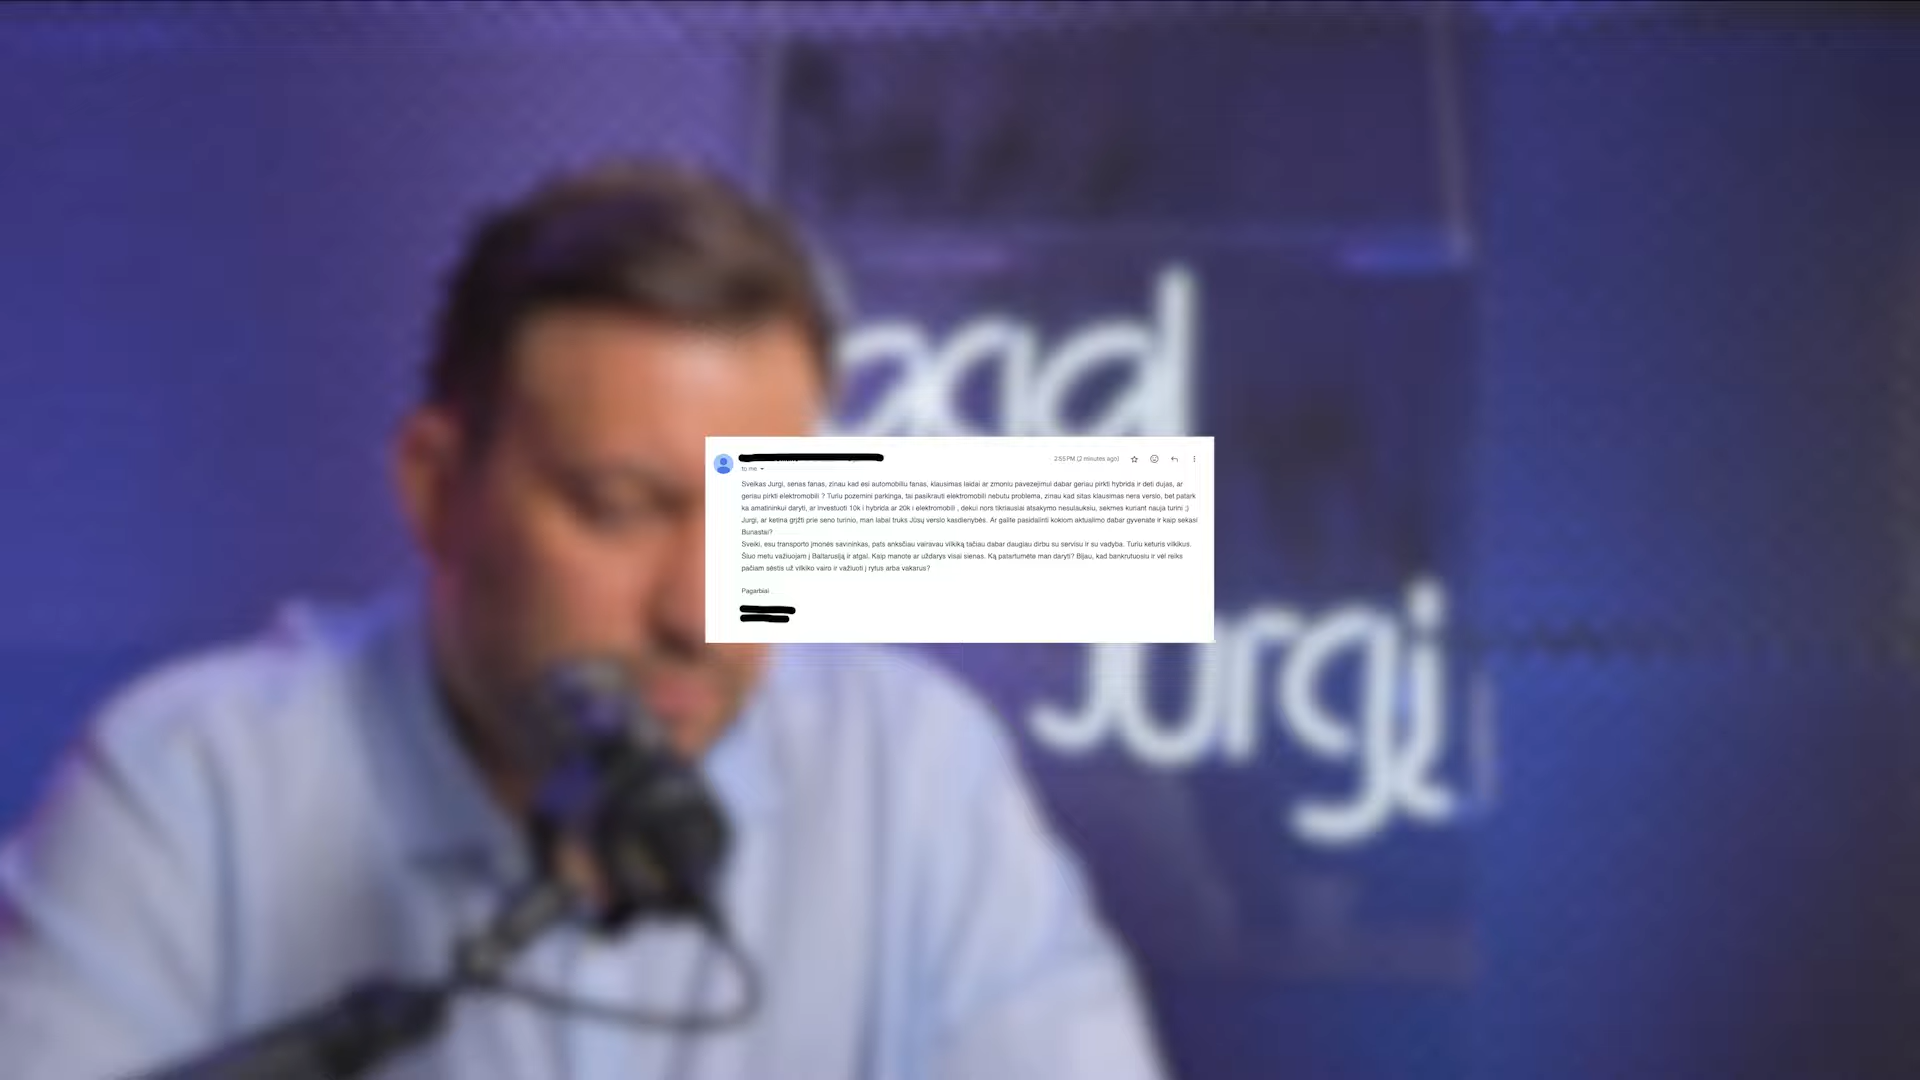 agal
Jurgį
2:55 PM (2 minutes ago)
to me
Sveikas Jurgi, senas fanas, zinau kad esi automobiliu fanas, klausimas laidai ar zmoniu pavezejimui dabar geriau pirkti hybrida ir deti dujas, ar
geriau pirkti elektromobili ? Turiu pozemini parkinga, tai pasikrauti elektromobili nebutu problema, zinau kad sitas klausimas nera verslo, bet patark
ka amatininkui daryti, ar investuoti 10k i hybrida ar 20k i elektromobili , dekui nors tikriausiai atsakymo nesulauksiu, sekmes kuriant nauja turini ;)
Jurgi, ar ketina grįžti prie seno turinio, man labai truks Jūsų verslo kasdienybės. Ar galite pasidalinti kokiom aktualijom dabar gyvenate ir kaip sekasi
Bunastai?
Sveiki, esu transporto įmonės savininkas, pats anksčiau vairavau vilkiką tačiau dabar daugiau dirbu su servisu ir su vadyba. Turiu keturis vilkikus.
Šiuo metu važiuojam į Baltarusiją ir atgal. Kaip manote ar uždarys visai sienas. Ką patartumėte man daryti? Bijau, kad bankrutuosiu ir vėl reiks
pačiam sėstis už vilkiko vairo ir važiuoti į rytus arba vakarus?
Pagarbiai